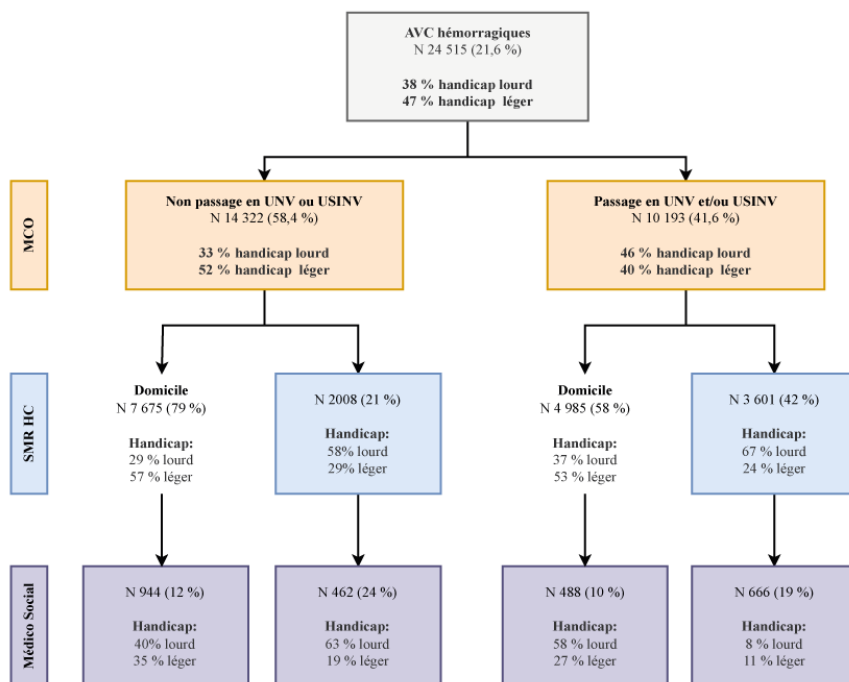 AVC hémorragiques
N 24 515 (21,6 %)
38 % handicap lourd
47 % handicap léger
MCO
Non passage en UNV ou USINV
N 14 322 (58,4 %)
33 % handicap lourd
52 % handicap léger
Passage en UNV et/ou USINV
N 10 193 (41,6 %)
46 % handicap lourd
40 % handicap léger
SMR HC
Domicile
N 7 675 (79 %)
Handicap:
29 % lourd
57 % léger
N 2008 (21 %)
Handicap:
58% lourd
29% léger
Domicile
N 4 985 (58 %)
Handicap:
37 % lourd
53 % léger
N 3 601 (42 %)
Handicap:
67 % lourd
24 % léger
Médico Social
N 944 (12 %)
Handicap:
40% lourd
35 % léger
N 462 (24 %)
Handicap:
63 % lourd
19 % léger
N 488 (10 %)
Handicap:
58 % lourd
27 % léger
N 666 (19 %)
Handicap:
8 % lourd
11 % léger